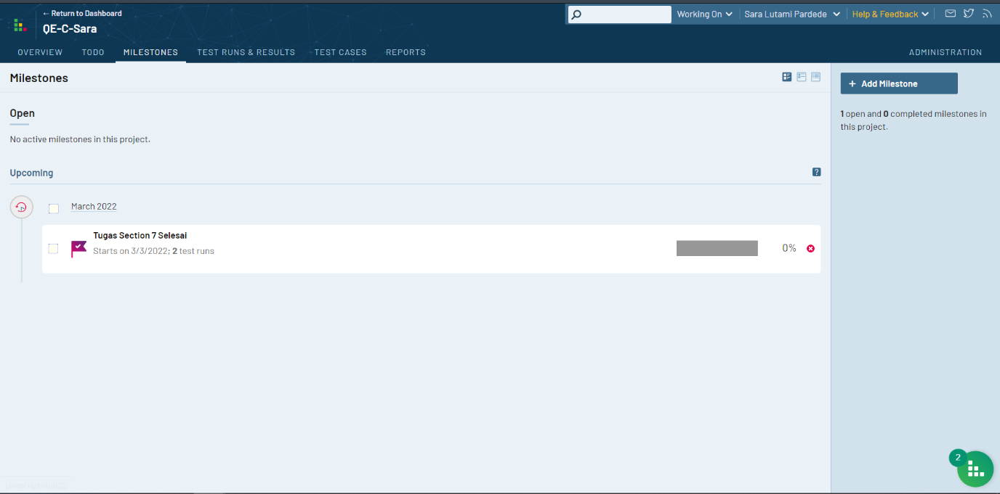 ← Return to Dashboard
QE-C-Sara
Working On
Sara Lutami Pardede
Help & Feedback
OVERVIEW
TODO
MILESTONES
TEST RUNS & RESULTS
TEST CASES
REPORTS
ADMINISTRATION
Milestones
+ Add Milestone
1 open and 0 completed milestones in
this project.
Open
No active milestones in this project.
Upcoming
?
March 2022
Tugas Section 7 Selesai
Starts on 3/3/2022; 2 test runs
0%
2